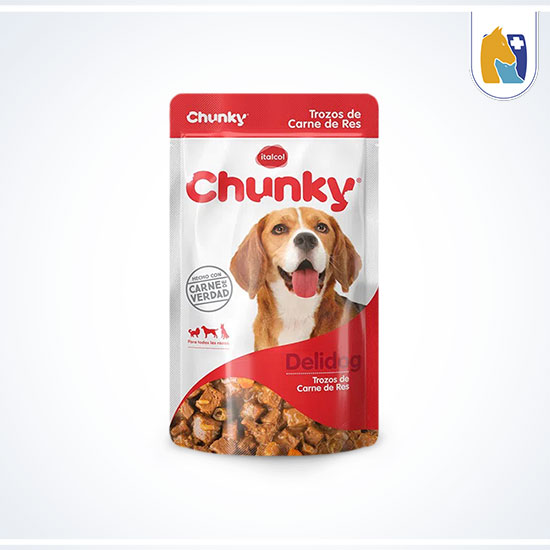 Chunky
Trozos de
Carne de Res
italcol
Chunky®
HECHO CON
CARNE DE
VERDAD
Para todas las razas
Delidog
Trozos de
Carne de Res